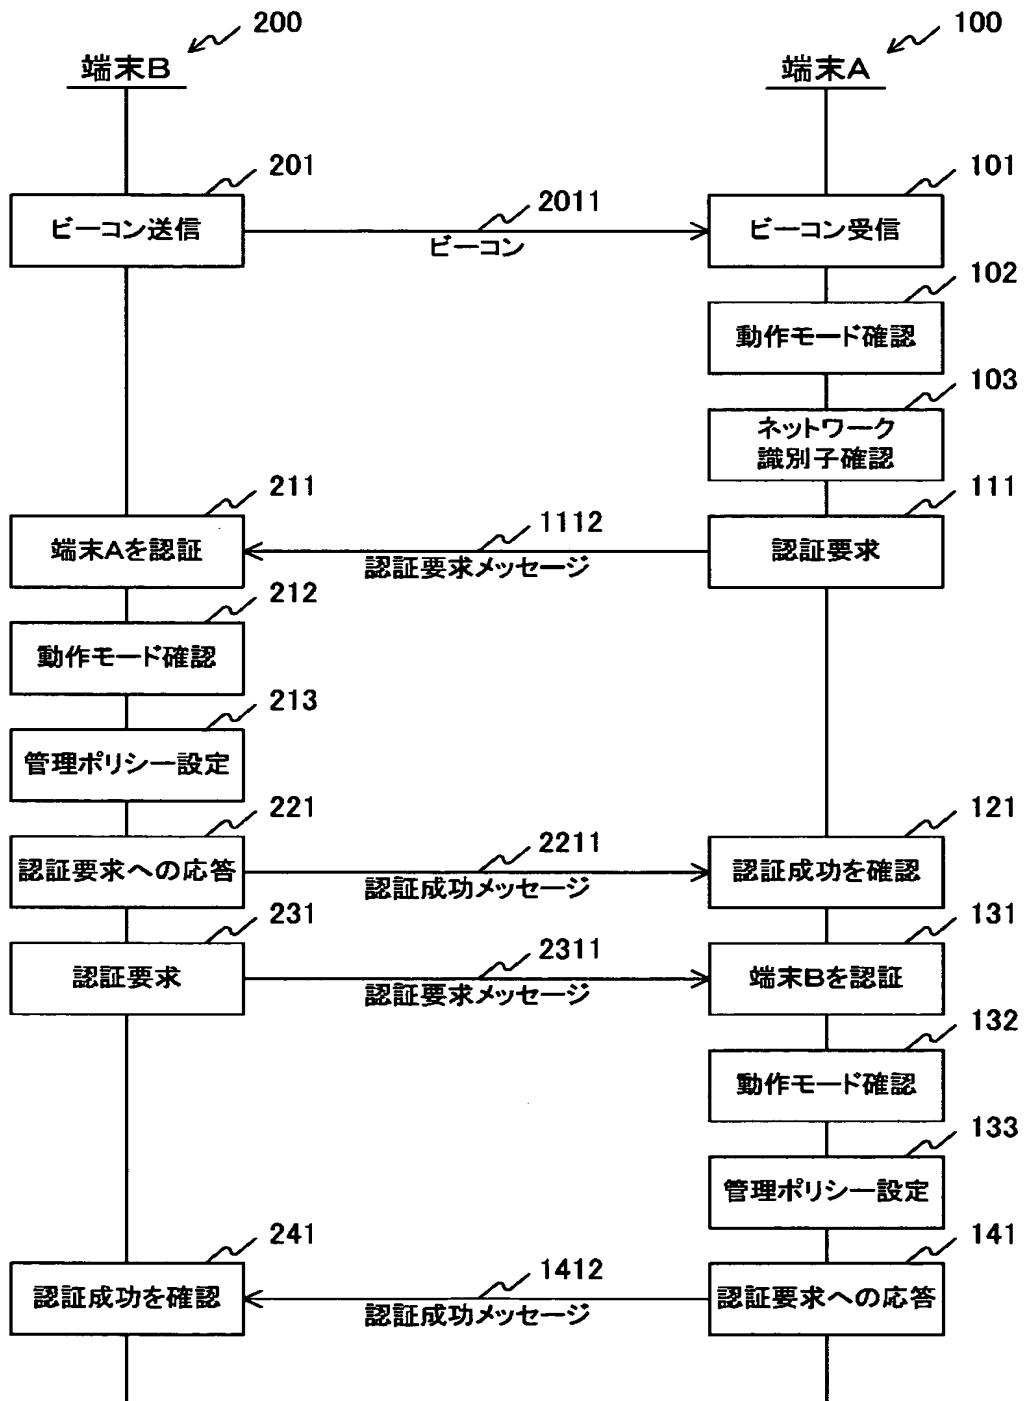 200
100
端末B
端末A
201
101
ビーコン送信
2011
ビーコン
ビーコン受信
102
動作モード確認
103
ネットワーク
識別子確認
211
111
端末Aを認証
1112
認証要求メッセージ
認証要求
212
動作モード確認
213
管理ポリシー設定
221
121
認証要求への応答
2211
認証成功メッセージ
認証成功を確認
231
131
認証要求
2311
認証要求メッセージ
端末Bを認証
132
動作モード確認
133
管理ポリシー設定
241
141
認証成功を確認
1412
認証成功メッセージ
認証要求への応答